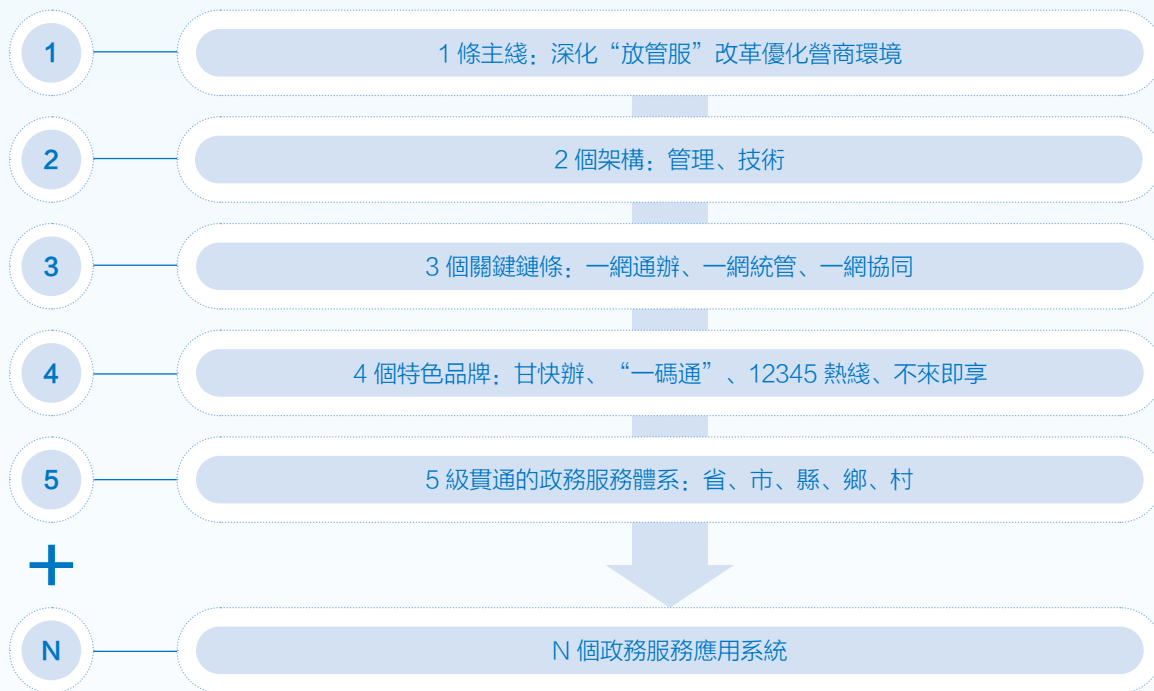 1
1 條主綫：深化“放管服”改革優化營商環境
2
2 個架構：管理、技術
3
3 個關鍵鏈條：一網通辦、一網統管、一網協同
4
4 個特色品牌：甘快辦、“一碼通”、12345 熱綫、不來即享
5
5 級貫通的政務服務體系：省、市、縣、鄉、村
+
N
N 個政務服務應用系統